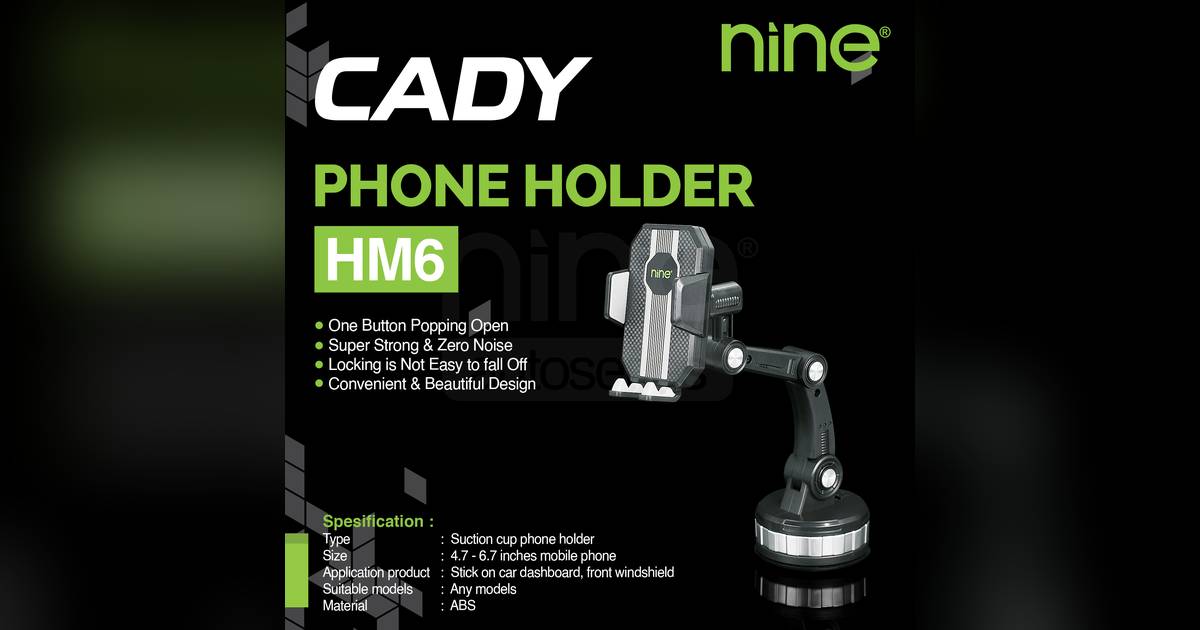 nine®
CADY
PHONE HOLDER
HM6
nine
• One Button Popping Open
• Super Strong & Zero Noise
• Locking is Not Easy to fall Off
• Convenient & Beautiful Design
Spesification :
Type : Suction cup phone holder
Size : 4.7 - 6.7 inches mobile phone
Application product : Stick on car dashboard, front windshield
Suitable models : Any models
Material : ABS